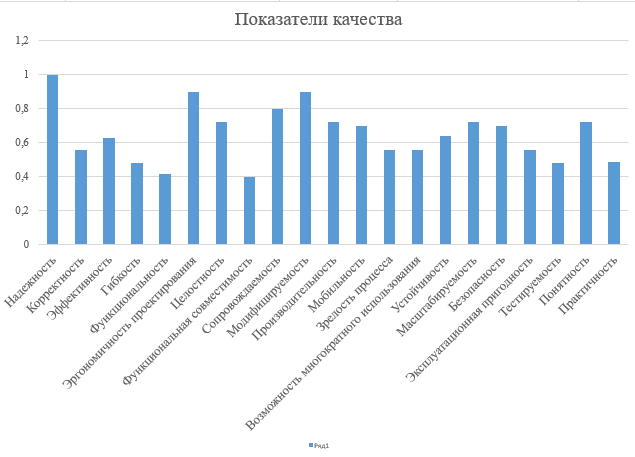 Показатели качества
1,2
1
0,8
0,6
0,4
0,2
0
Надежность
Корректность
Эффективность
Гибкость
Функциональность
Эргономичность проектирования
Целостность
Функциональная совместимость
Сопровождаемость
Модифицируемость
Производительность
Мобильность
Зрелость процесса
Возможность многократного использования
Устойчивость
Масштабируемость
Безопасность
Эксплуатационная пригодность
Тестируемость
Понятность
Практичность
Ряд1